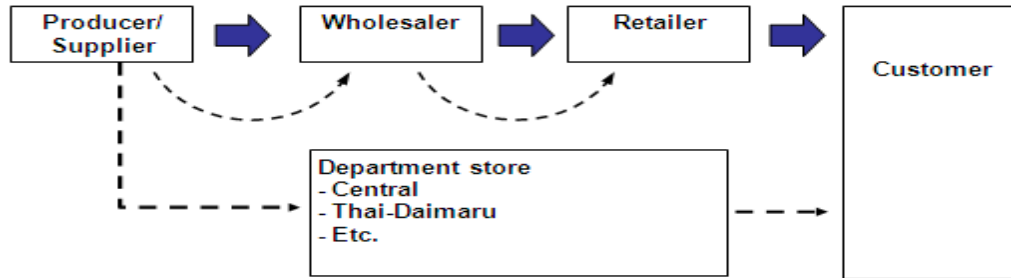 Producer/
Supplier
Wholesaler
Retailer
Customer
Department store
- Central
- Thai-Daimaru
- Etc.